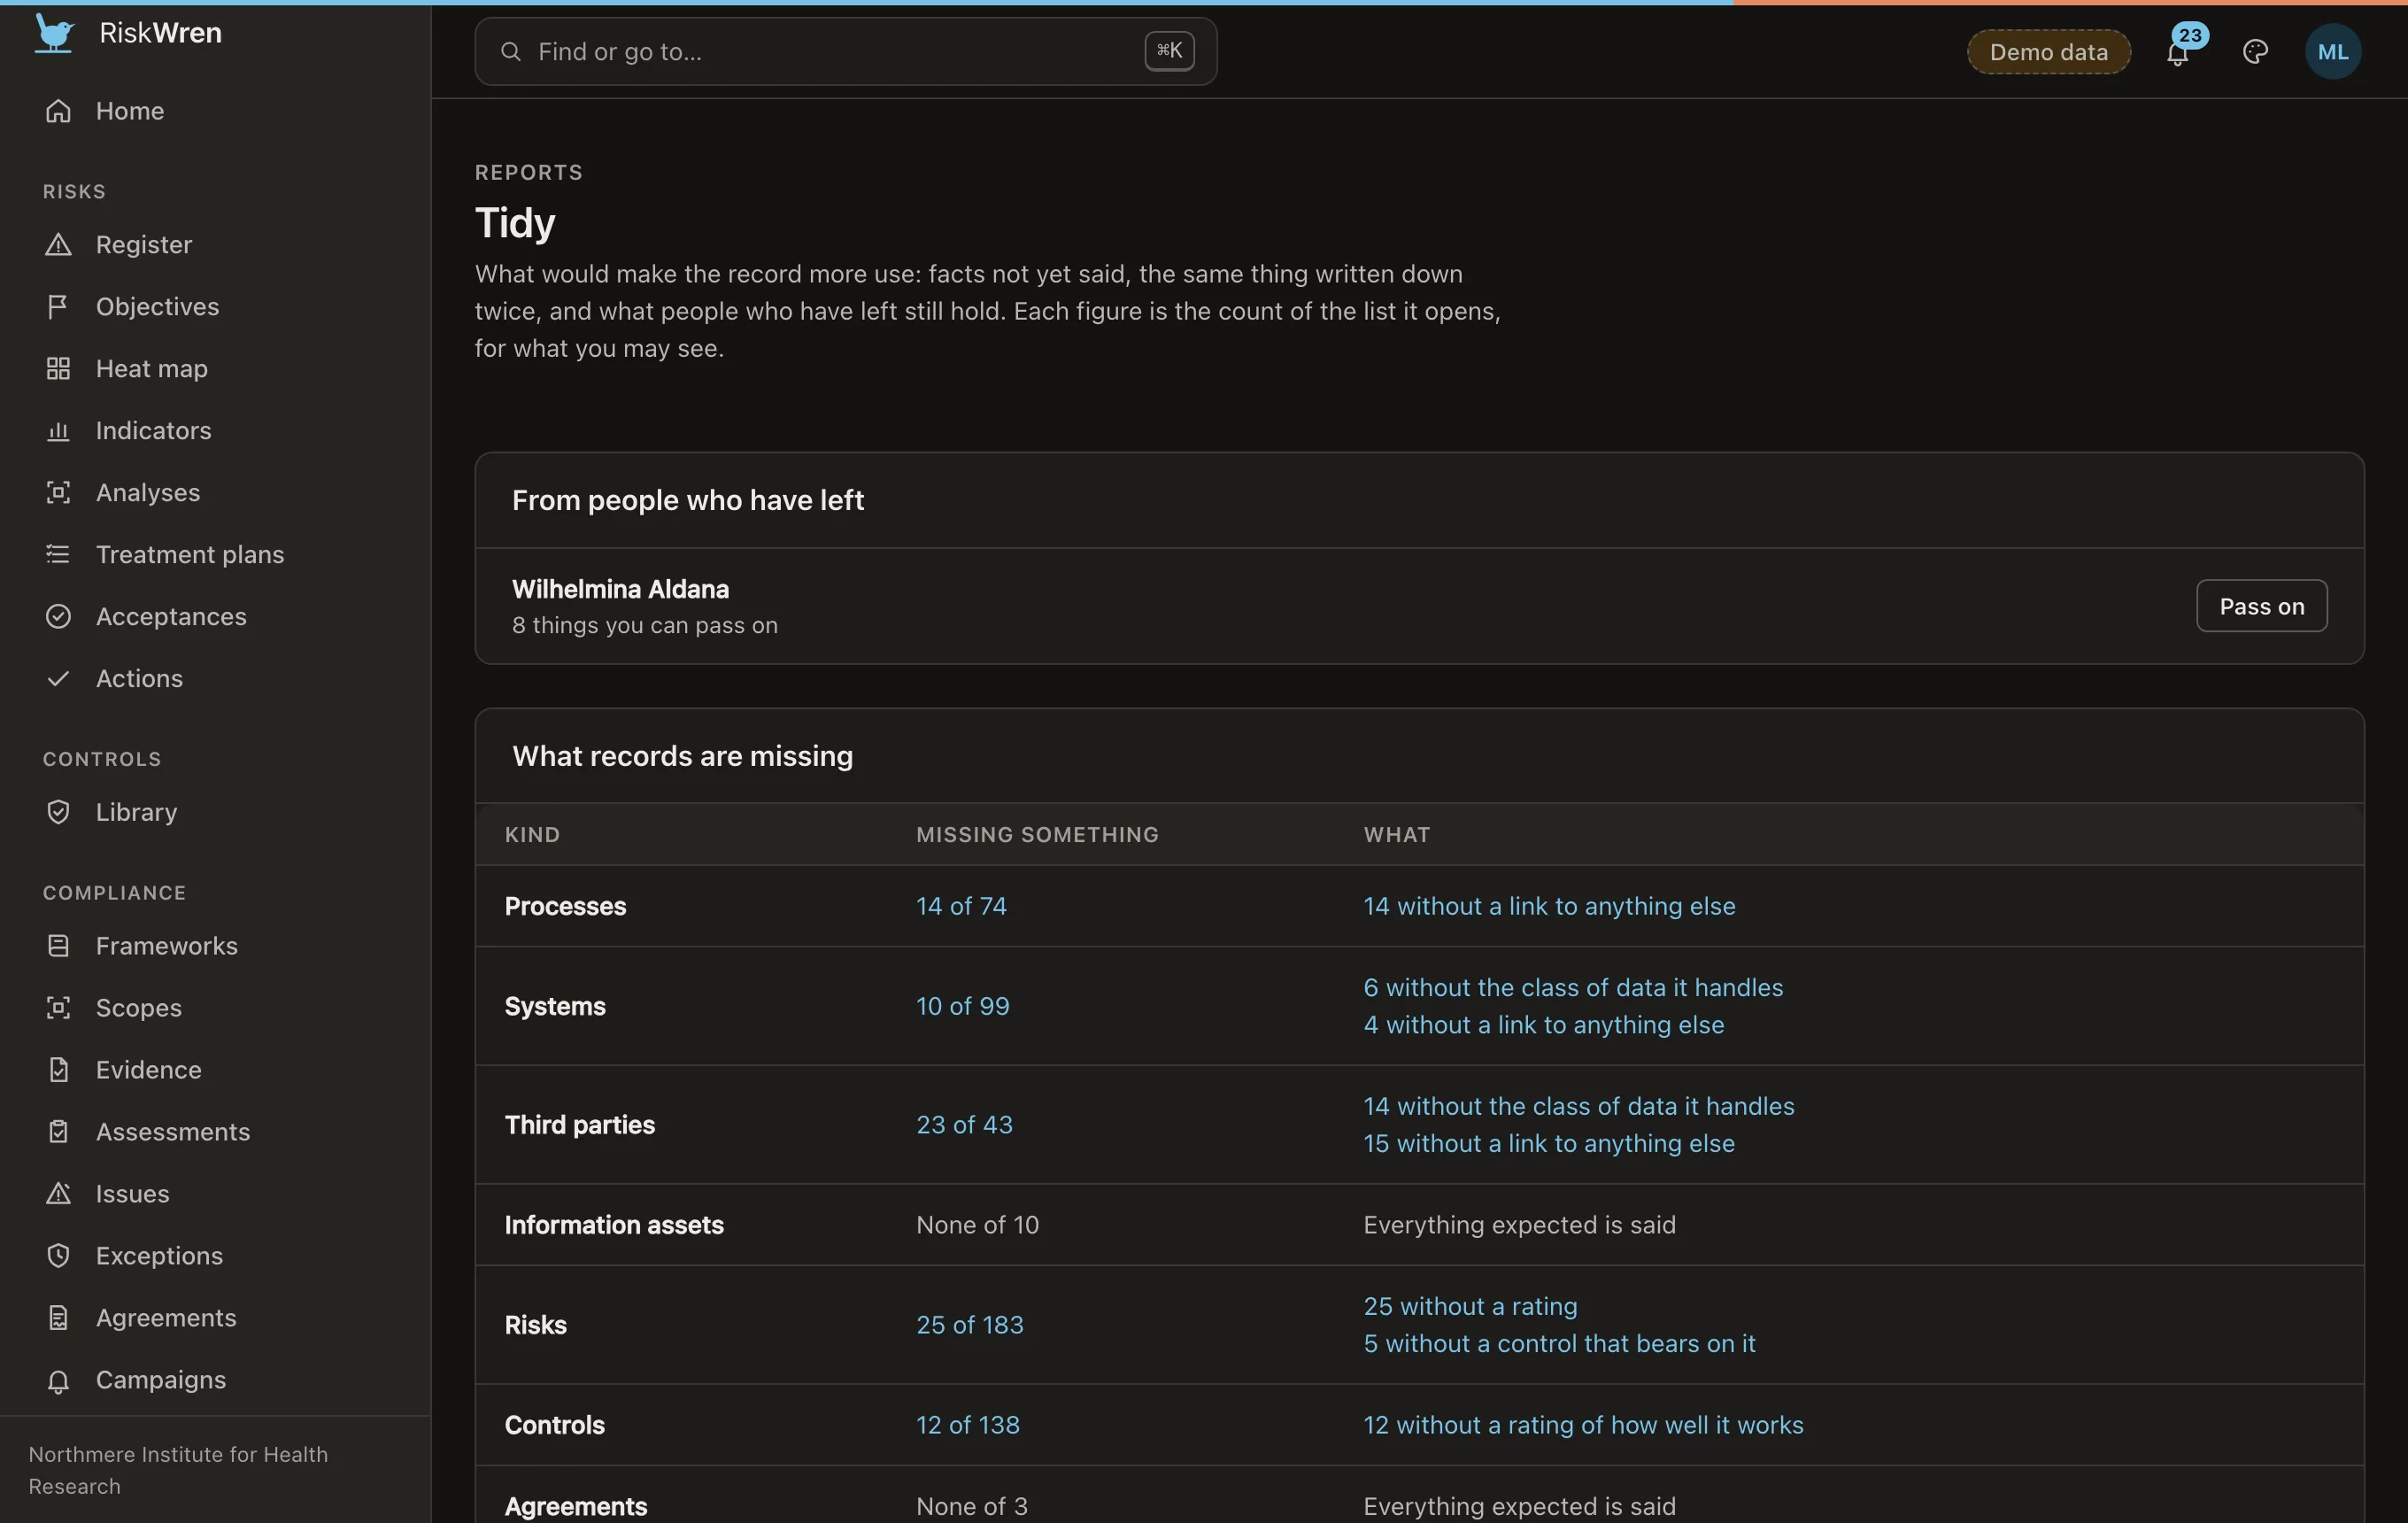 RiskWren
Find or go to...
⌘K
Demo data
23
ML
Home
RISKS
Register
Objectives
Heat map
Indicators
Analyses
Treatment plans
Acceptances
Actions
CONTROLS
Library
COMPLIANCE
Frameworks
Scopes
Evidence
Assessments
Issues
Exceptions
Agreements
Campaigns
Northmere Institute for Health
Research
REPORTS
Tidy
What would make the record more use: facts not yet said, the same thing written down
twice, and what people who have left still hold. Each figure is the count of the list it opens,
for what you may see.
From people who have left
Wilhelmina Aldana
8 things you can pass on
Pass on
What records are missing
KIND MISSING SOMETHING WHAT
Processes 14 of 74 14 without a link to anything else
Systems 10 of 99 6 without the class of data it handles
4 without a link to anything else
Third parties 23 of 43 14 without the class of data it handles
15 without a link to anything else
Information assets None of 10 Everything expected is said
Risks 25 of 183 25 without a rating
5 without a control that bears on it
Controls 12 of 138 12 without a rating of how well it works
Agreements None of 3 Everything expected is said